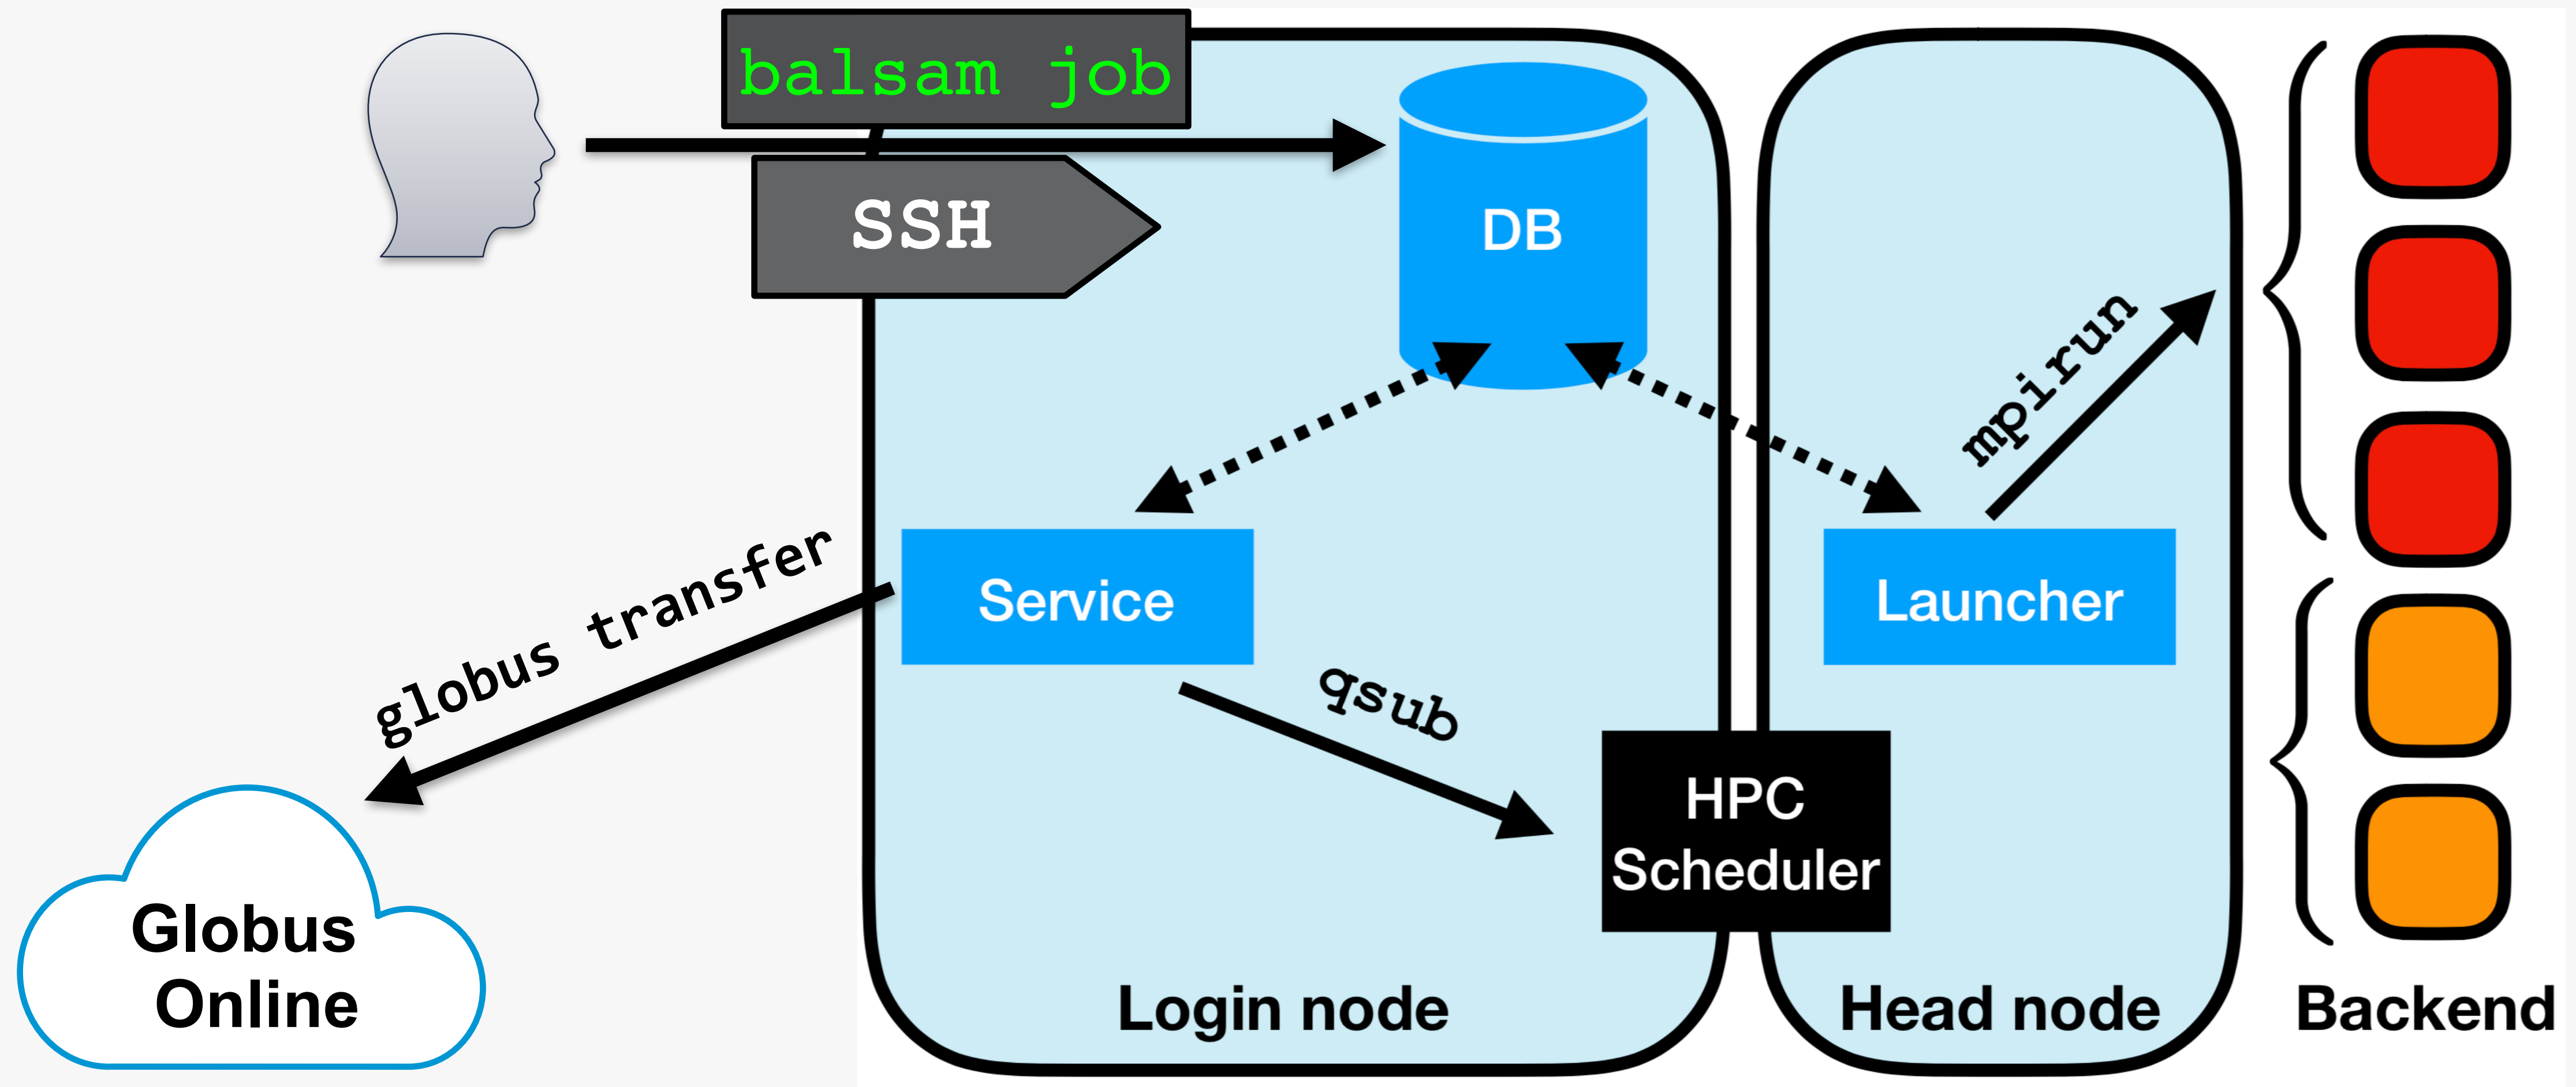 balsam job
SSH
DB
mpirun
globus transfer
Service
Launcher
qsub
HPC
Scheduler
Globus
Online
Login node
Head node
Backend